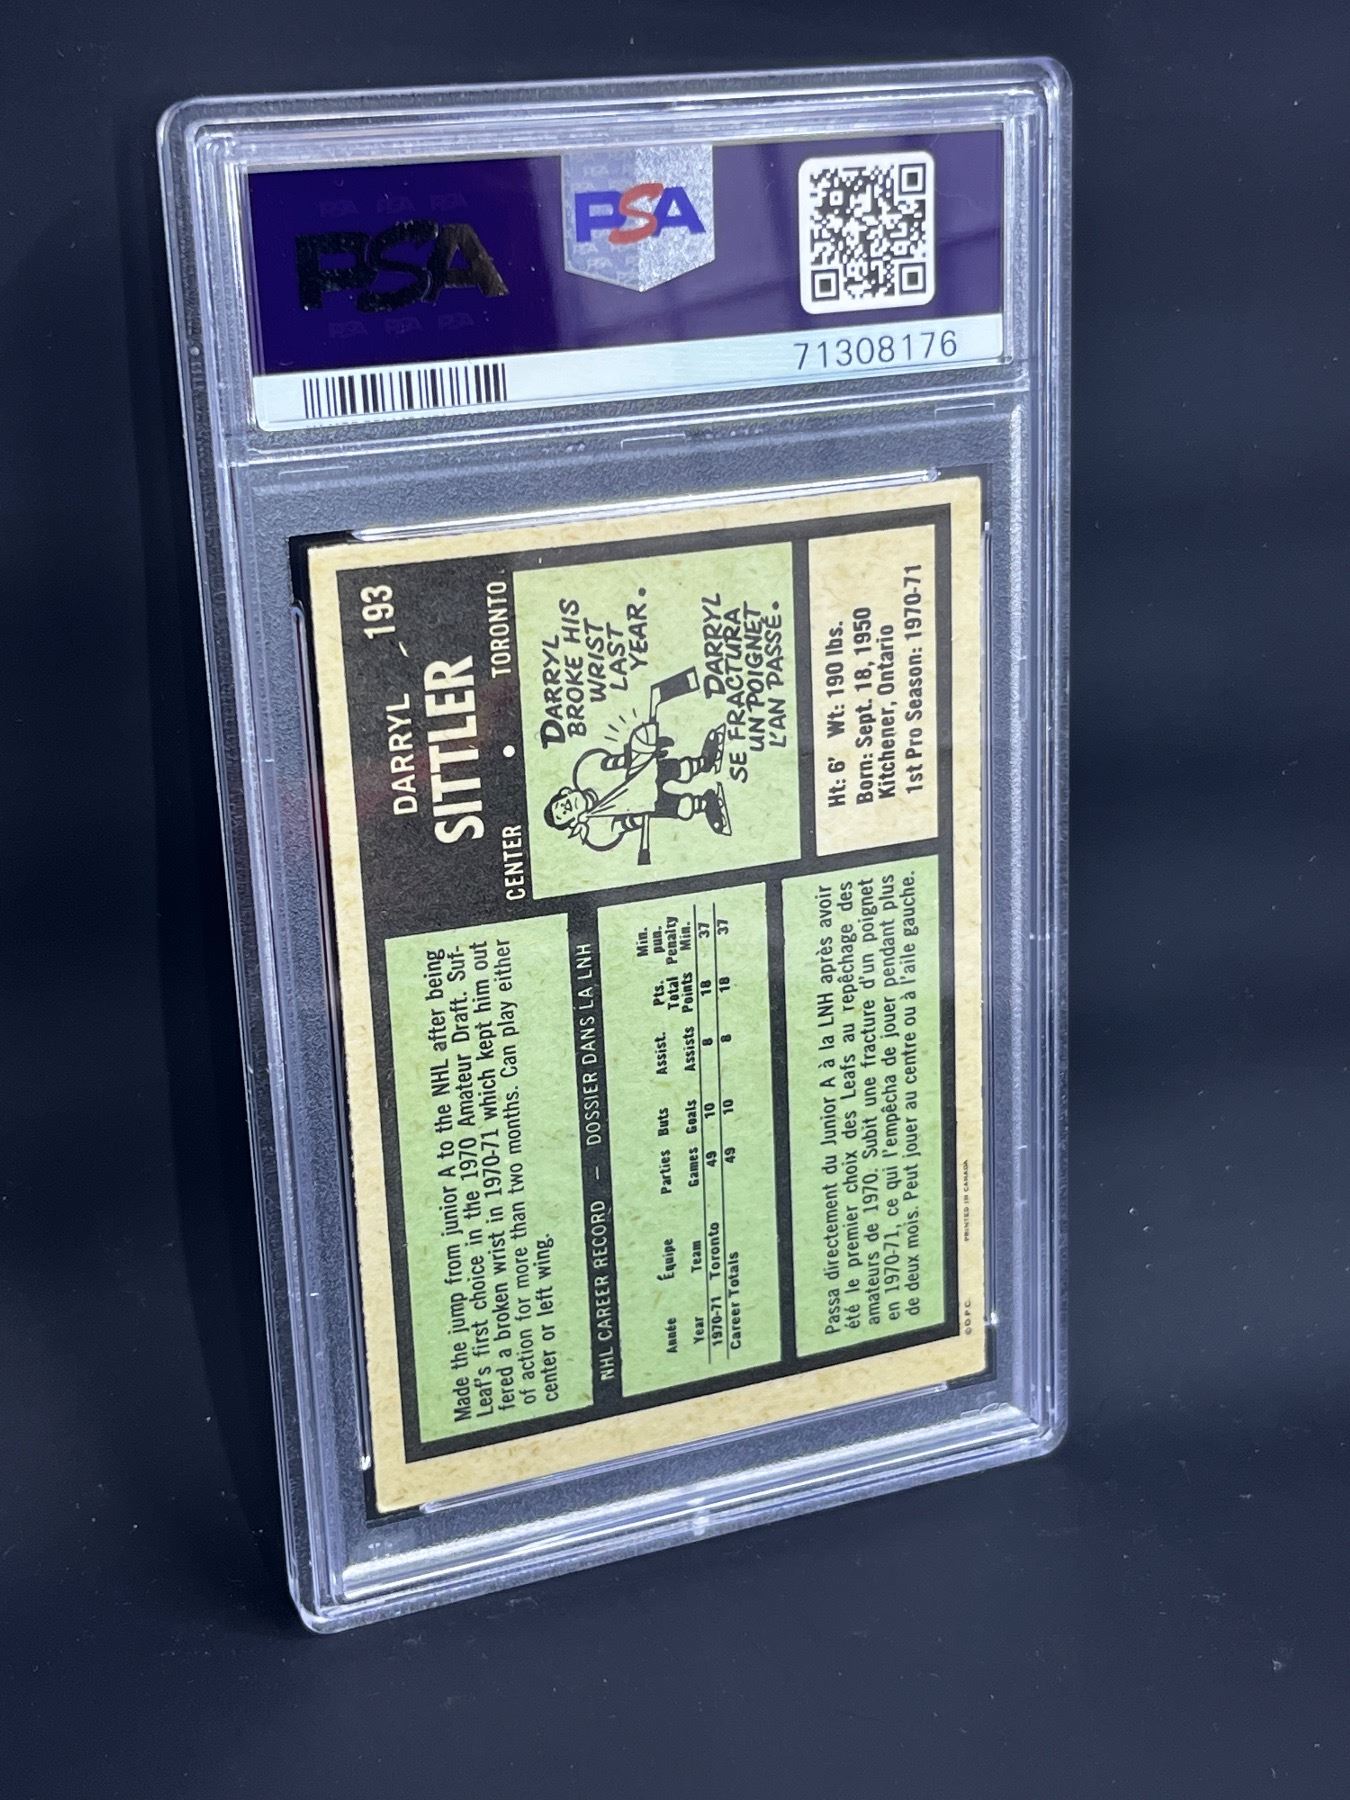 PSA
PSA
71308176
193
DARRYL
SITTLER
CENTER • TORONTO
DARRYL
BROKE HIS
WRIST
LAST
YEAR.
DARRYL
SE FRACTURA
UN POIGNET
L'AN PASSÉ.
Ht: 6' Wt: 190 lbs.
Born: Sept. 18, 1950
Kitchener, Ontario
1st Pro Season: 1970-71
Made the jump from junior A to the NHL after being
Leaf's first choice in the 1970 Amateur Draft. Suf-
fered a broken wrist in 1970-71 which kept him out
of action for more than two months. Can play either
center or left wing.
NHL CAREER RECORD – DOSSIER DANS LA LNH
Min.
Pts. pun.
Année Équipe Parties Buts Assist. Total Penalty
Year Team Games Goals Assists Points Min.
1970-71 Toronto 49 10 8 18 37
Career Totals 49 10 8 18 37
Passa directement du Junior A à la LNH après avoir
été le premier choix des Leafs au repêchage des
amateurs de 1970. Subit une fracture d'un poignet
en 1970-71, ce qui l'empêcha de jouer pendant plus
de deux mois. Peut jouer au centre ou à l'aile gauche.
© O.P.C. PRINTED IN CANADA